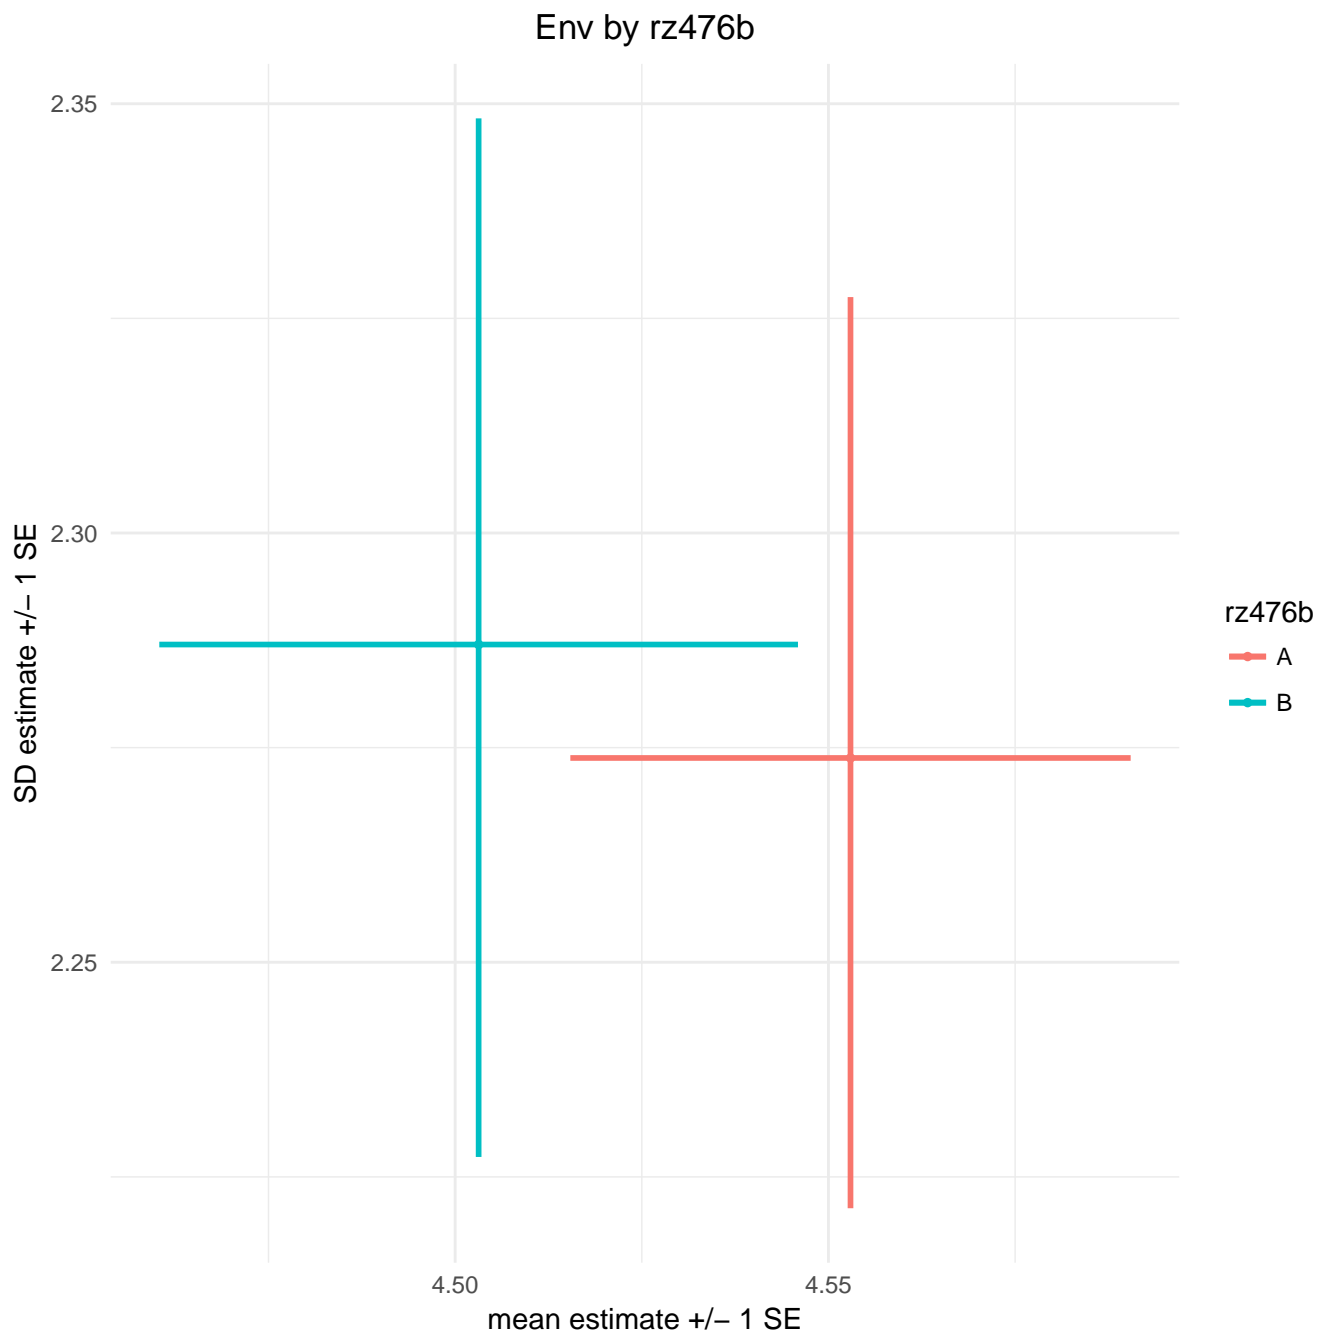 Env by rz476b
2.35
2.30
2.25
SD estimate +/− 1 SE
4.50
4.55
mean estimate +/− 1 SE
rz476b
A
B